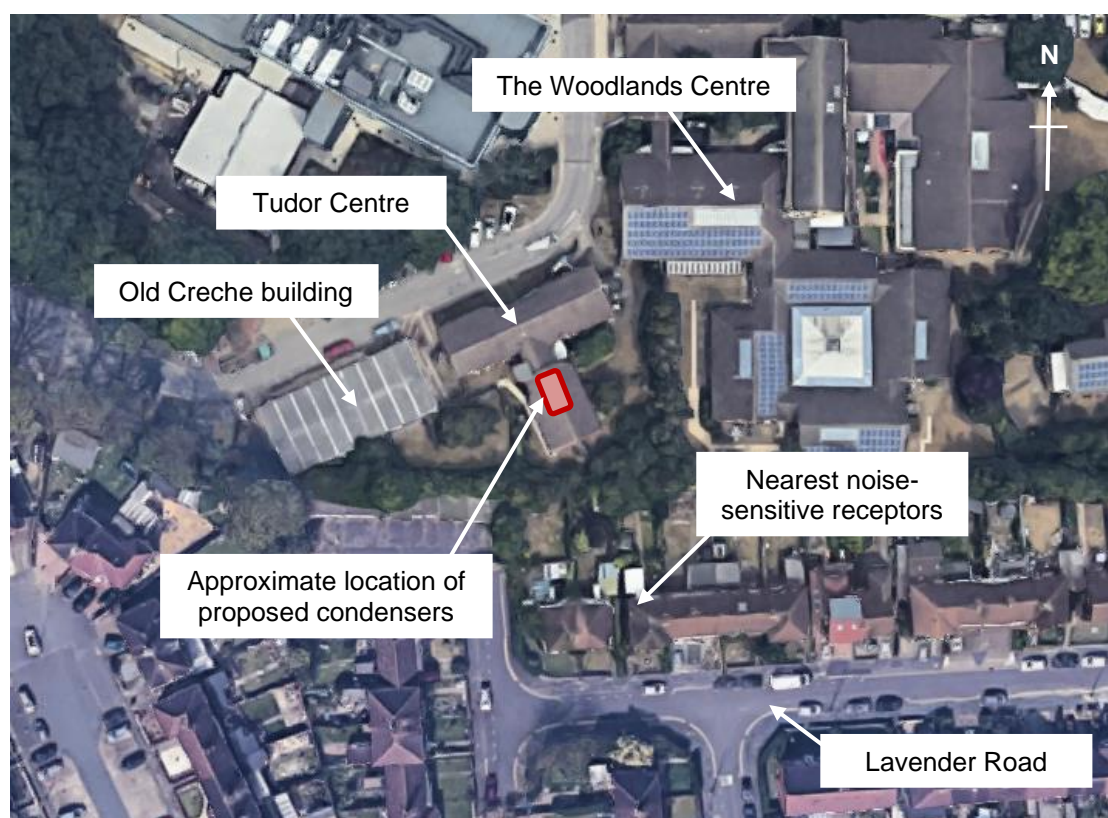 N
The Woodlands Centre
Tudor Centre
Old Creche building
Nearest noise-
sensitive receptors
Approximate location of
proposed condensers
Lavender Road